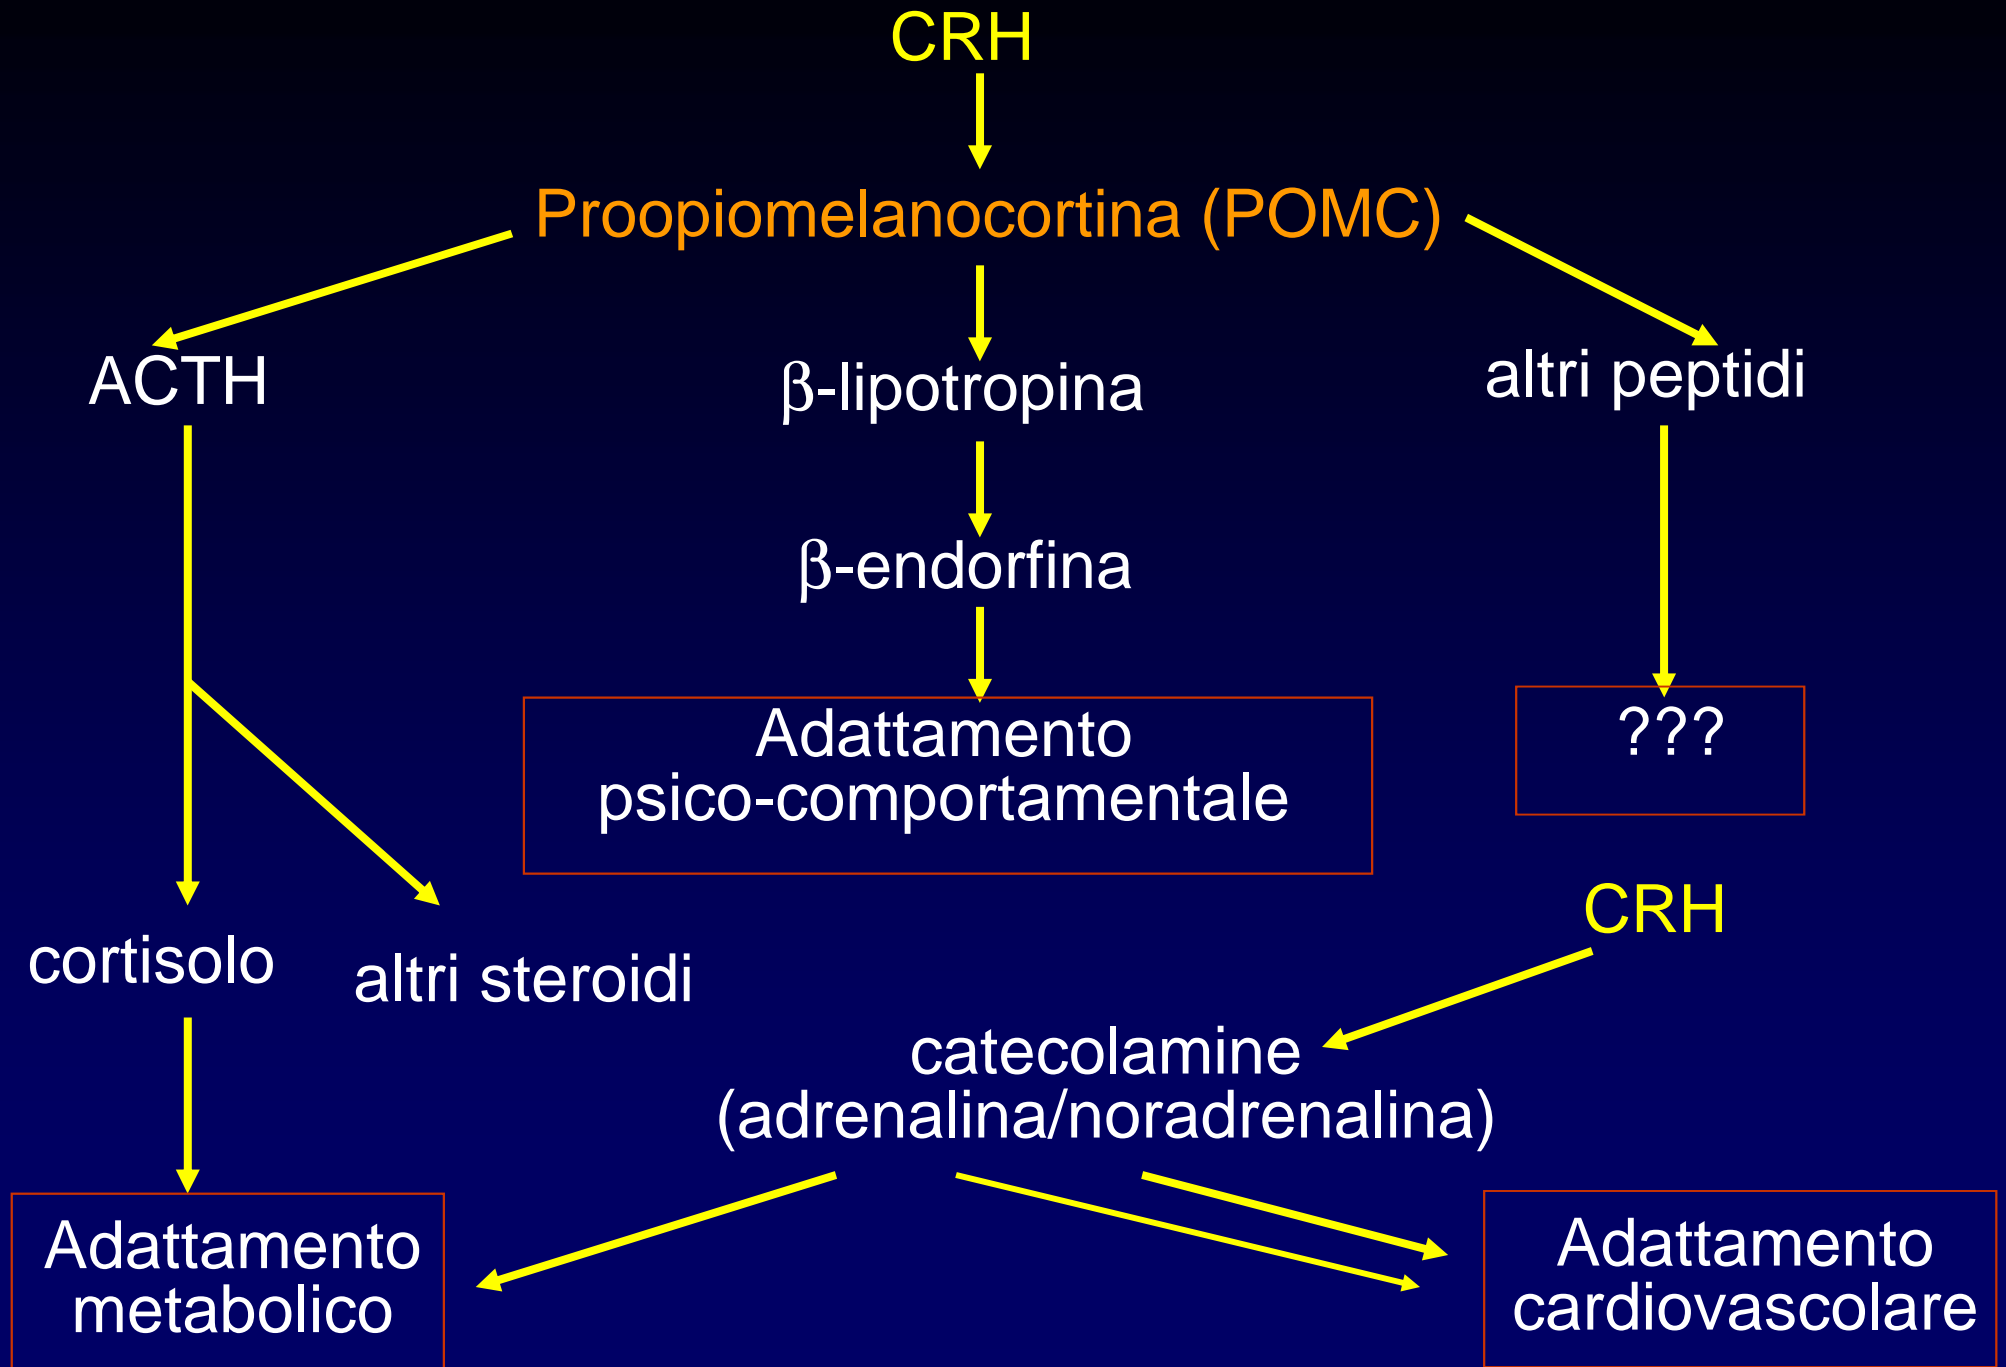 CRH
Proopiomelanocortina (POMC)
ACTH
β-lipotropina
altri peptidi
β-endorfina
Adattamento
psico-comportamentale
???
CRH
cortisolo
altri steroidi
catecolamine
(adrenalina/noradrenalina)
Adattamento
metabolico
Adattamento
cardiovascolare